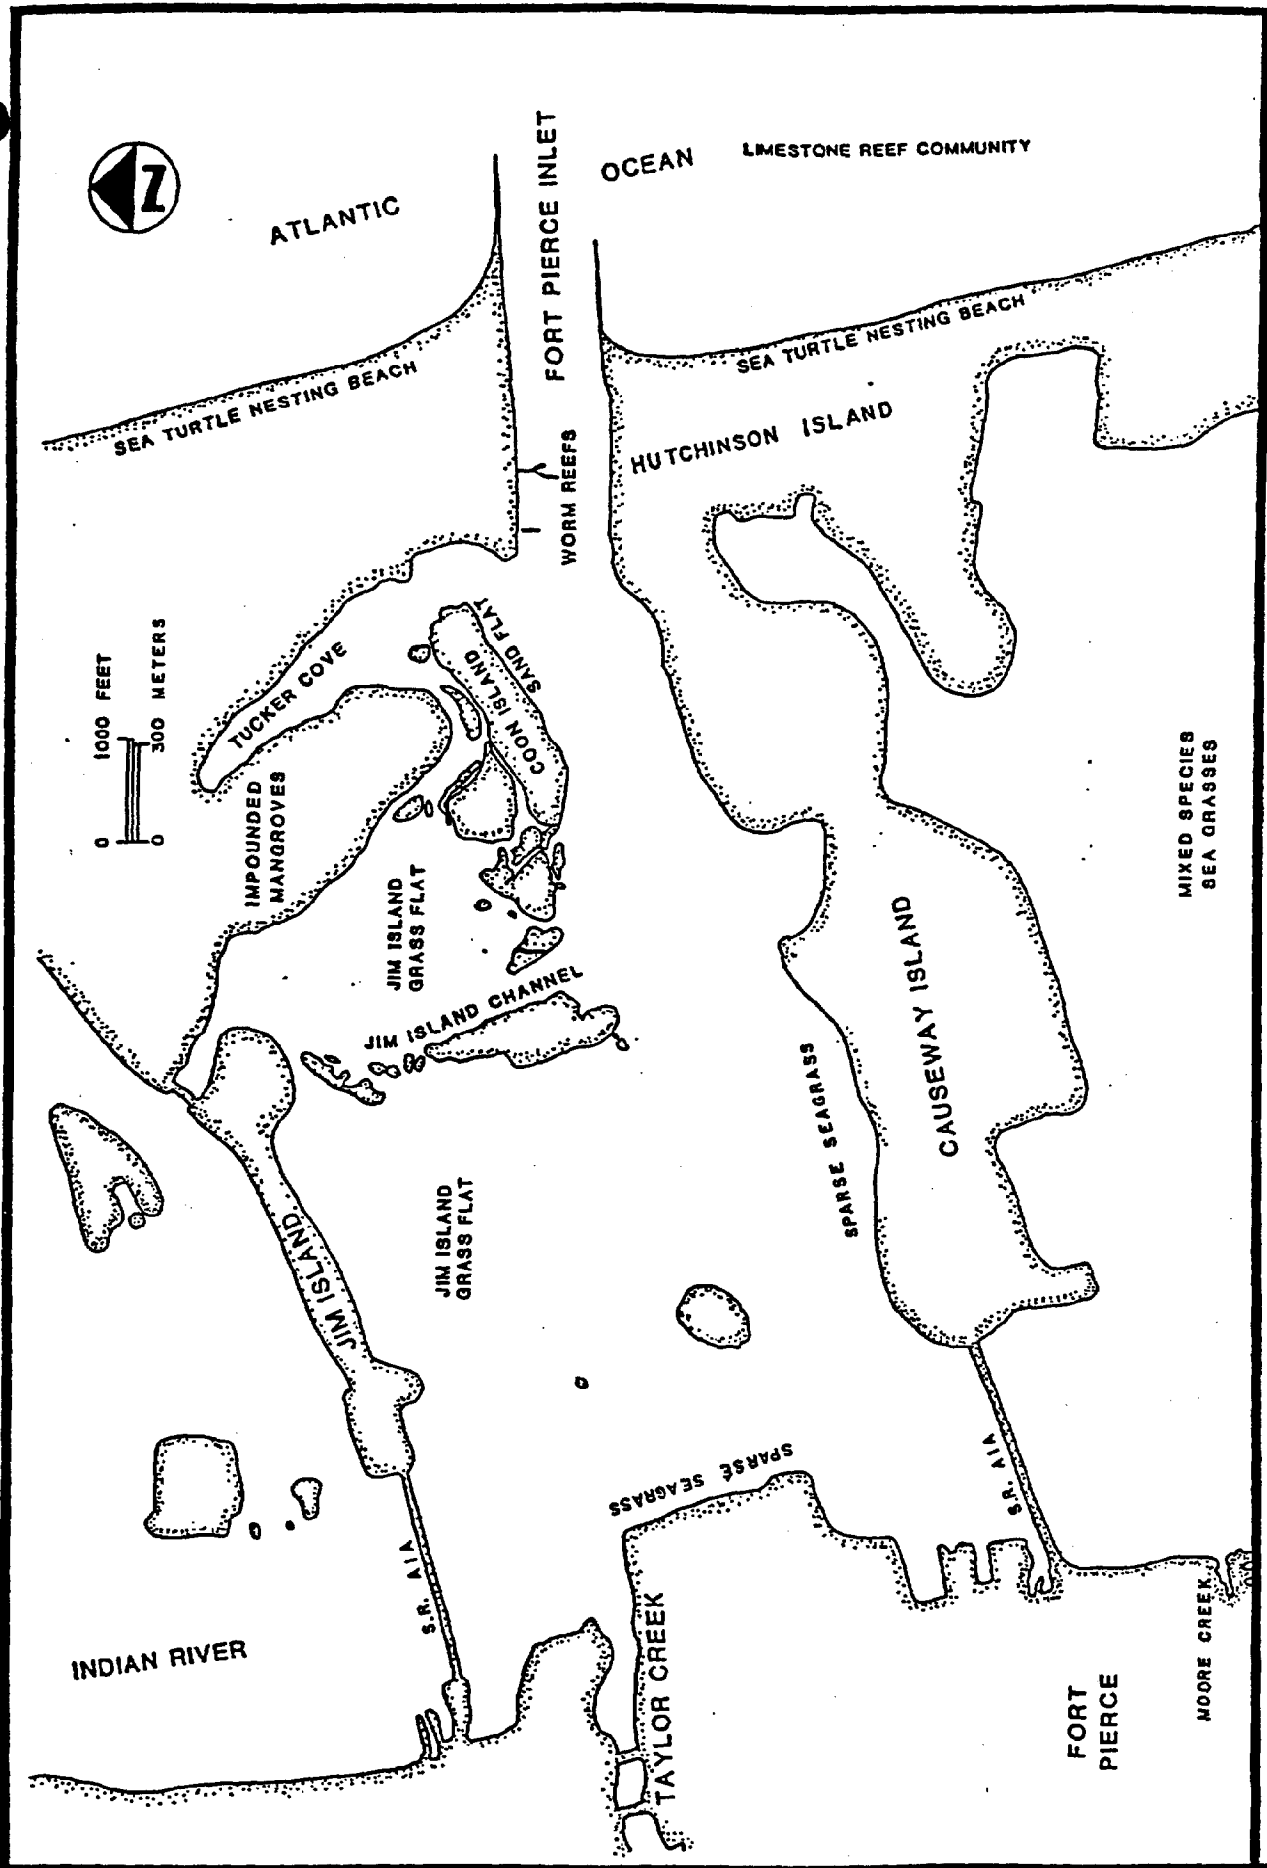 N
ATLANTIC
OCEAN
LIMESTONE REEF COMMUNITY
FORT PIERCE INLET
SEA TURTLE NESTING BEACH
SEA TURTLE NESTING BEACH
HUTCHINSON ISLAND
WORM REEFS
0 1000 FEET
0 300 METERS
TUCKER COVE
COON ISLAND
SAND FLAT
IMPOUNDED
MANGROVES
JIM ISLAND
GRASS FLAT
JIM ISLAND CHANNEL
MIXED SPECIES
SEA GRASSES
CAUSEWAY ISLAND
SPARSE SEAGRASS
JIM ISLAND
JIM ISLAND
GRASS FLAT
SPARSE SEAGRASS
S.R. A1A
S.R. A1A
INDIAN RIVER
TAYLOR CREEK
FORT
PIERCE
MOORE CREEK